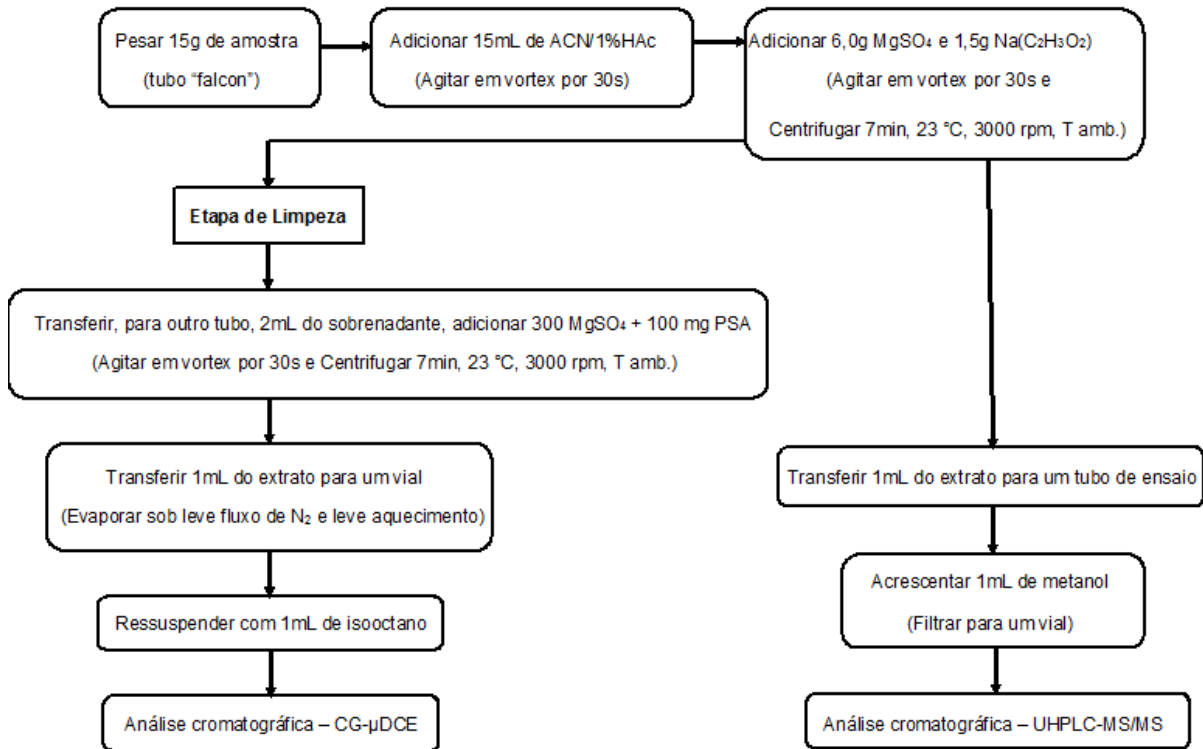 Pesar 15g de amostra
(tubo “falcon”)
Adicionar 15mL de ACN/1%HAc
(Agitar em vortex por 30s)
Adicionar 6,0g MgSO₄ e 1,5g Na(C₂H₃O₂)
(Agitar em vortex por 30s e
Centrifugar 7min, 23 °C, 3000 rpm, T amb.)
Etapa de Limpeza
Transferir, para outro tubo, 2mL do sobrenadante, adicionar 300 MgSO₄ + 100 mg PSA
(Agitar em vortex por 30s e Centrifugar 7min, 23 °C, 3000 rpm, T amb.)
Transferir 1mL do extrato para um vial
(Evaporar sob leve fluxo de N₂ e leve aquecimento)
Ressuspender com 1mL de isooctano
Análise cromatográfica – CG-µDCE
Transferir 1mL do extrato para um tubo de ensaio
Acrescentar 1mL de metanol
(Filtrar para um vial)
Análise cromatográfica – UHPLC-MS/MS